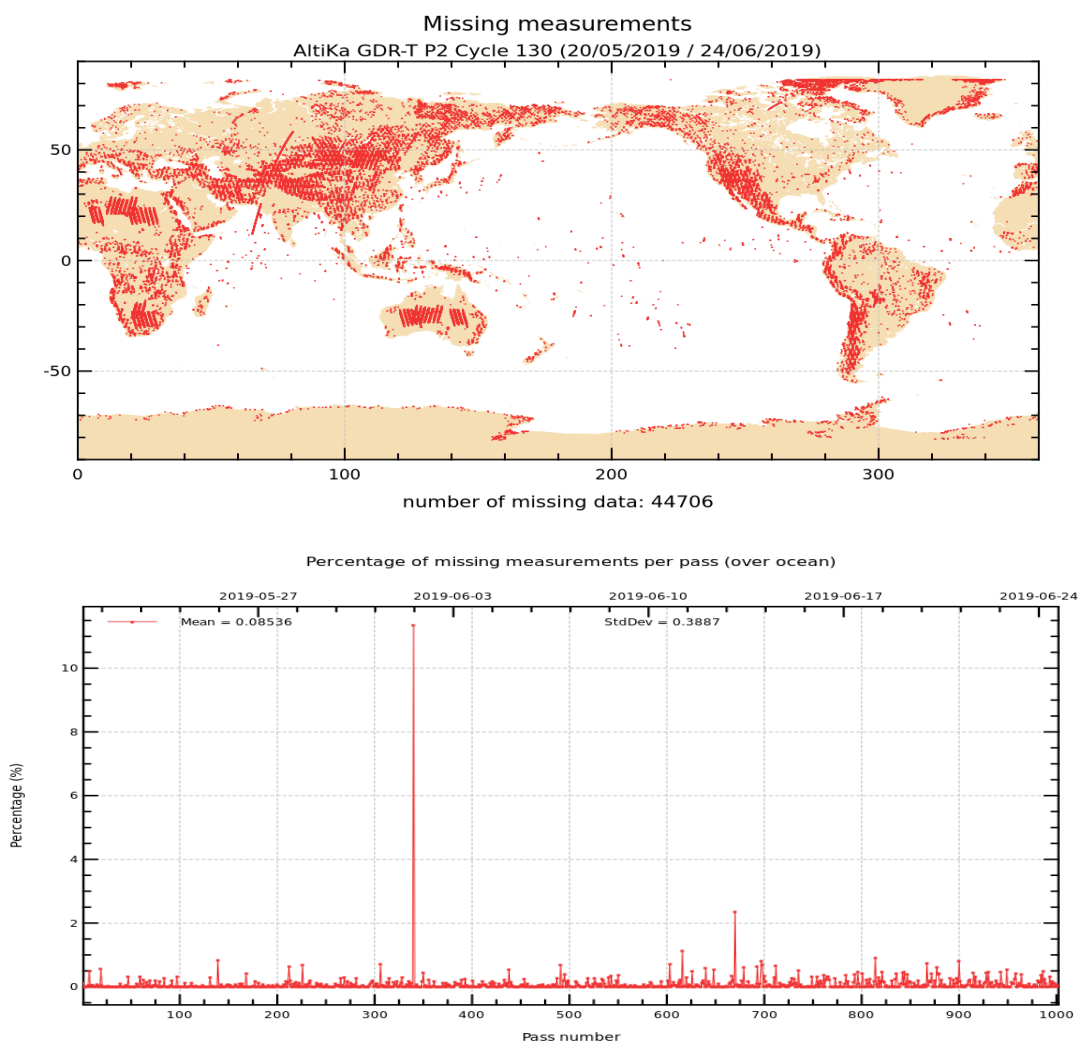 Missing measurements
AltiKa GDR-T P2 Cycle 130 (20/05/2019 / 24/06/2019)
50
0
-50
0 100 200 300
number of missing data: 44706
Percentage of missing measurements per pass (over ocean)
2019-05-27 2019-06-03 2019-06-10 2019-06-17 2019-06-24
Mean = 0.08536 StdDev = 0.3887
10
8
6
4
2
0
Percentage (%)
100 200 300 400 500 600 700 800 900 1000
Pass number